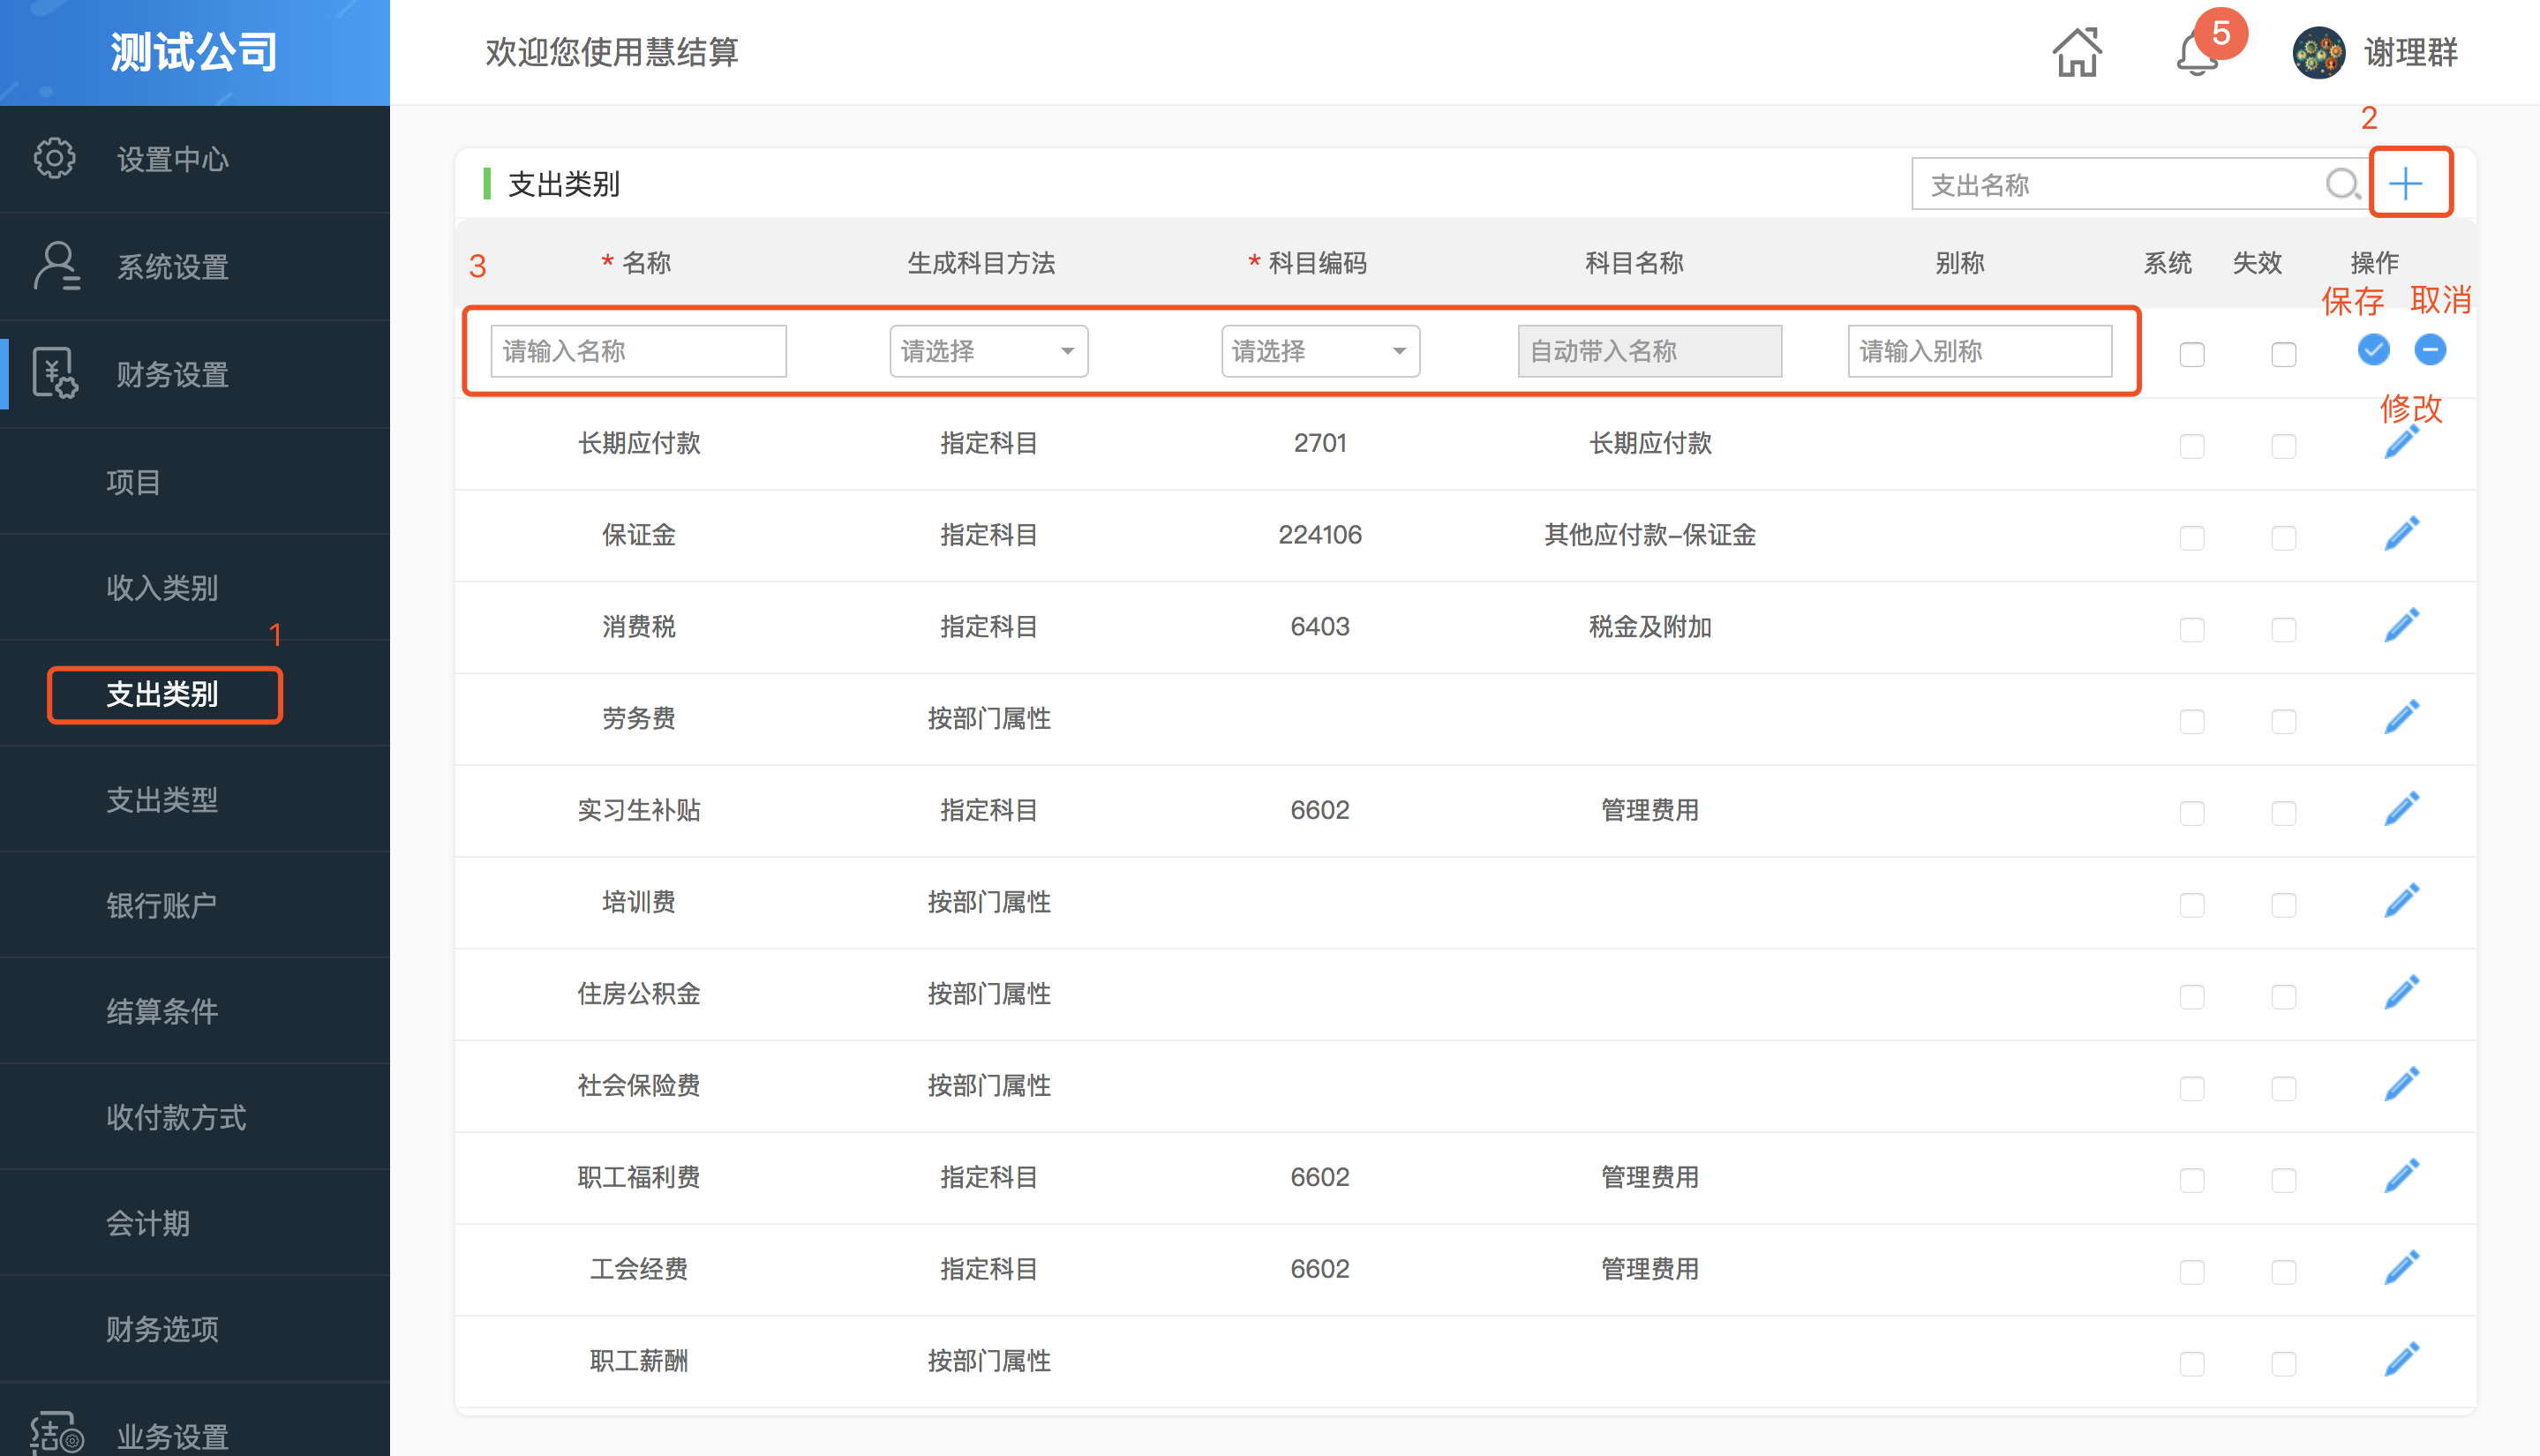 测试公司
欢迎您使用慧结算
5
谢理群
设置中心
系统设置
财务设置
项目
收入类别
1
支出类别
支出类型
银行账户
结算条件
收付款方式
会计期
财务选项
业务设置
2
支出类别
支出名称
3
* 名称 生成科目方法 * 科目编码 科目名称 别称 系统 失效 操作
保存 取消
请输入名称 请选择 请选择 自动带入名称 请输入别称
修改
长期应付款 指定科目 2701 长期应付款
保证金 指定科目 224106 其他应付款–保证金
消费税 指定科目 6403 税金及附加
劳务费 按部门属性
实习生补贴 指定科目 6602 管理费用
培训费 按部门属性
住房公积金 按部门属性
社会保险费 按部门属性
职工福利费 指定科目 6602 管理费用
工会经费 指定科目 6602 管理费用
职工薪酬 按部门属性